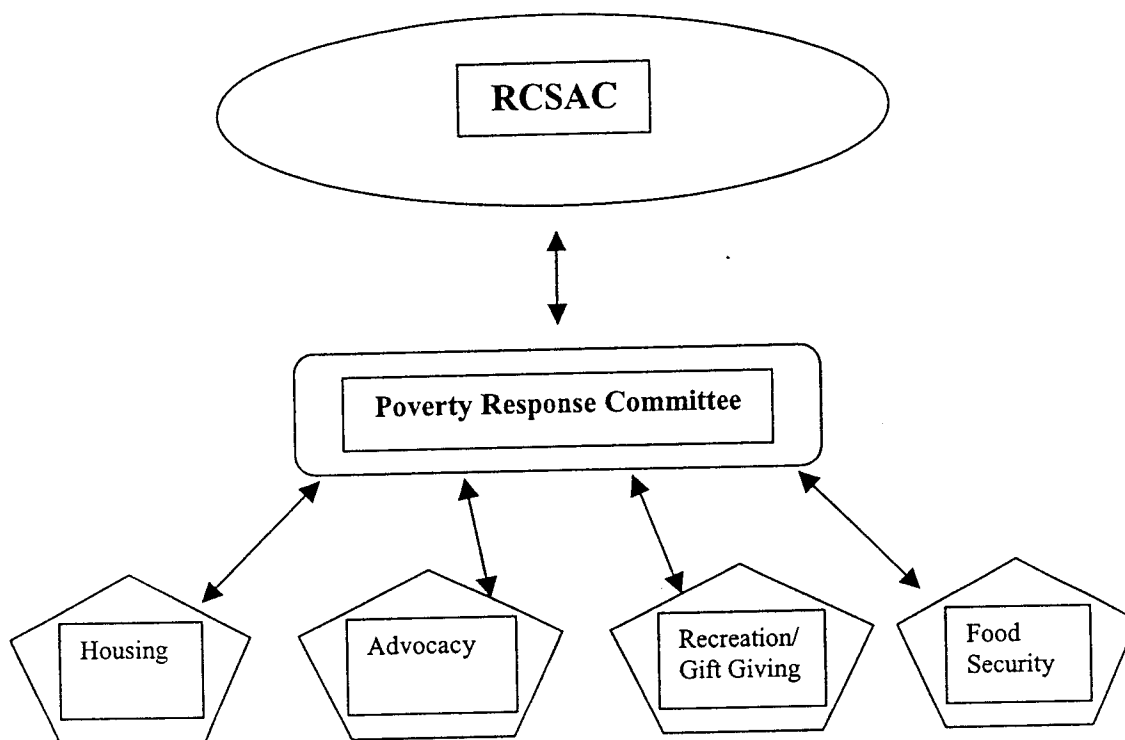 RCSAC
Poverty Response Committee
Housing
Advocacy
Recreation/
Gift Giving
Food
Security